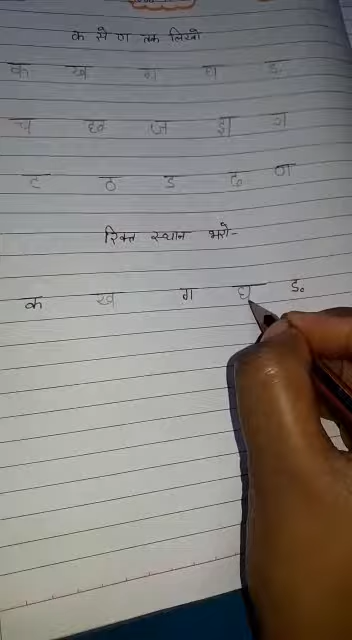 क से ण तक लिखो
क ख ग घ ङ
च छ ज झ ञ
ट ठ ड ढ ण
रिक्त स्थान भरो-
क ख ग घ ङ